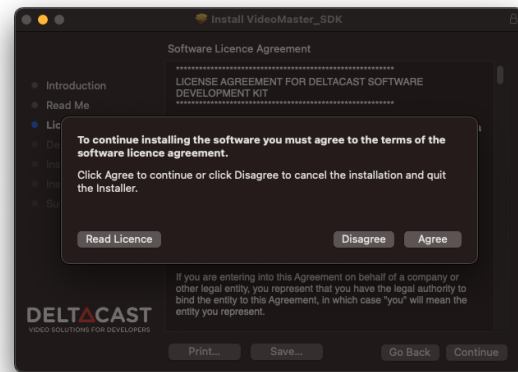 Install VideoMaster_SDK
Software Licence Agreement
Introduction
Read Me
Lic
************************************************************
LICENSE AGREEMENT FOR DELTACAST SOFTWARE
DEVELOPMENT KIT
************************************************************
To continue installing the software you must agree to the terms of the
software licence agreement.
Click Agree to continue or click Disagree to cancel the installation and quit
the Installer.
Read Licence
Disagree
Agree
If you are entering into this Agreement on behalf of a company or
other legal entity, you represent that you have the legal authority to
bind the entity to this Agreement, in which case "you" will mean the
entity you represent.
DELTACAST
VIDEO SOLUTIONS FOR DEVELOPERS
Print...
Save...
Go Back
Continue